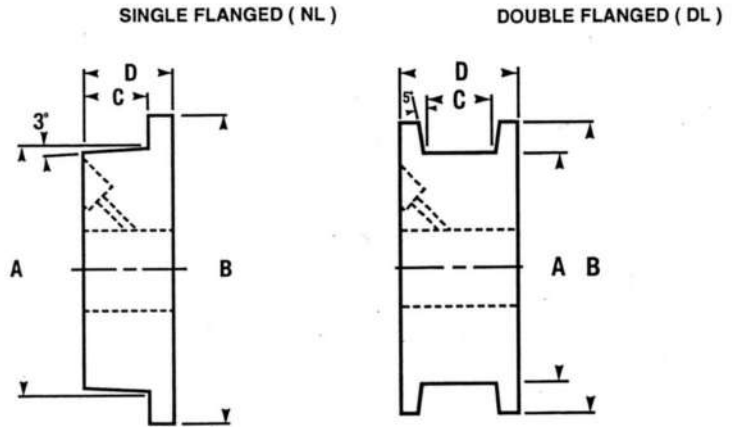 SINGLE FLANGED ( NL )
DOUBLE FLANGED ( DL )
D
C
3°
A
B
D
5°
C
A
B